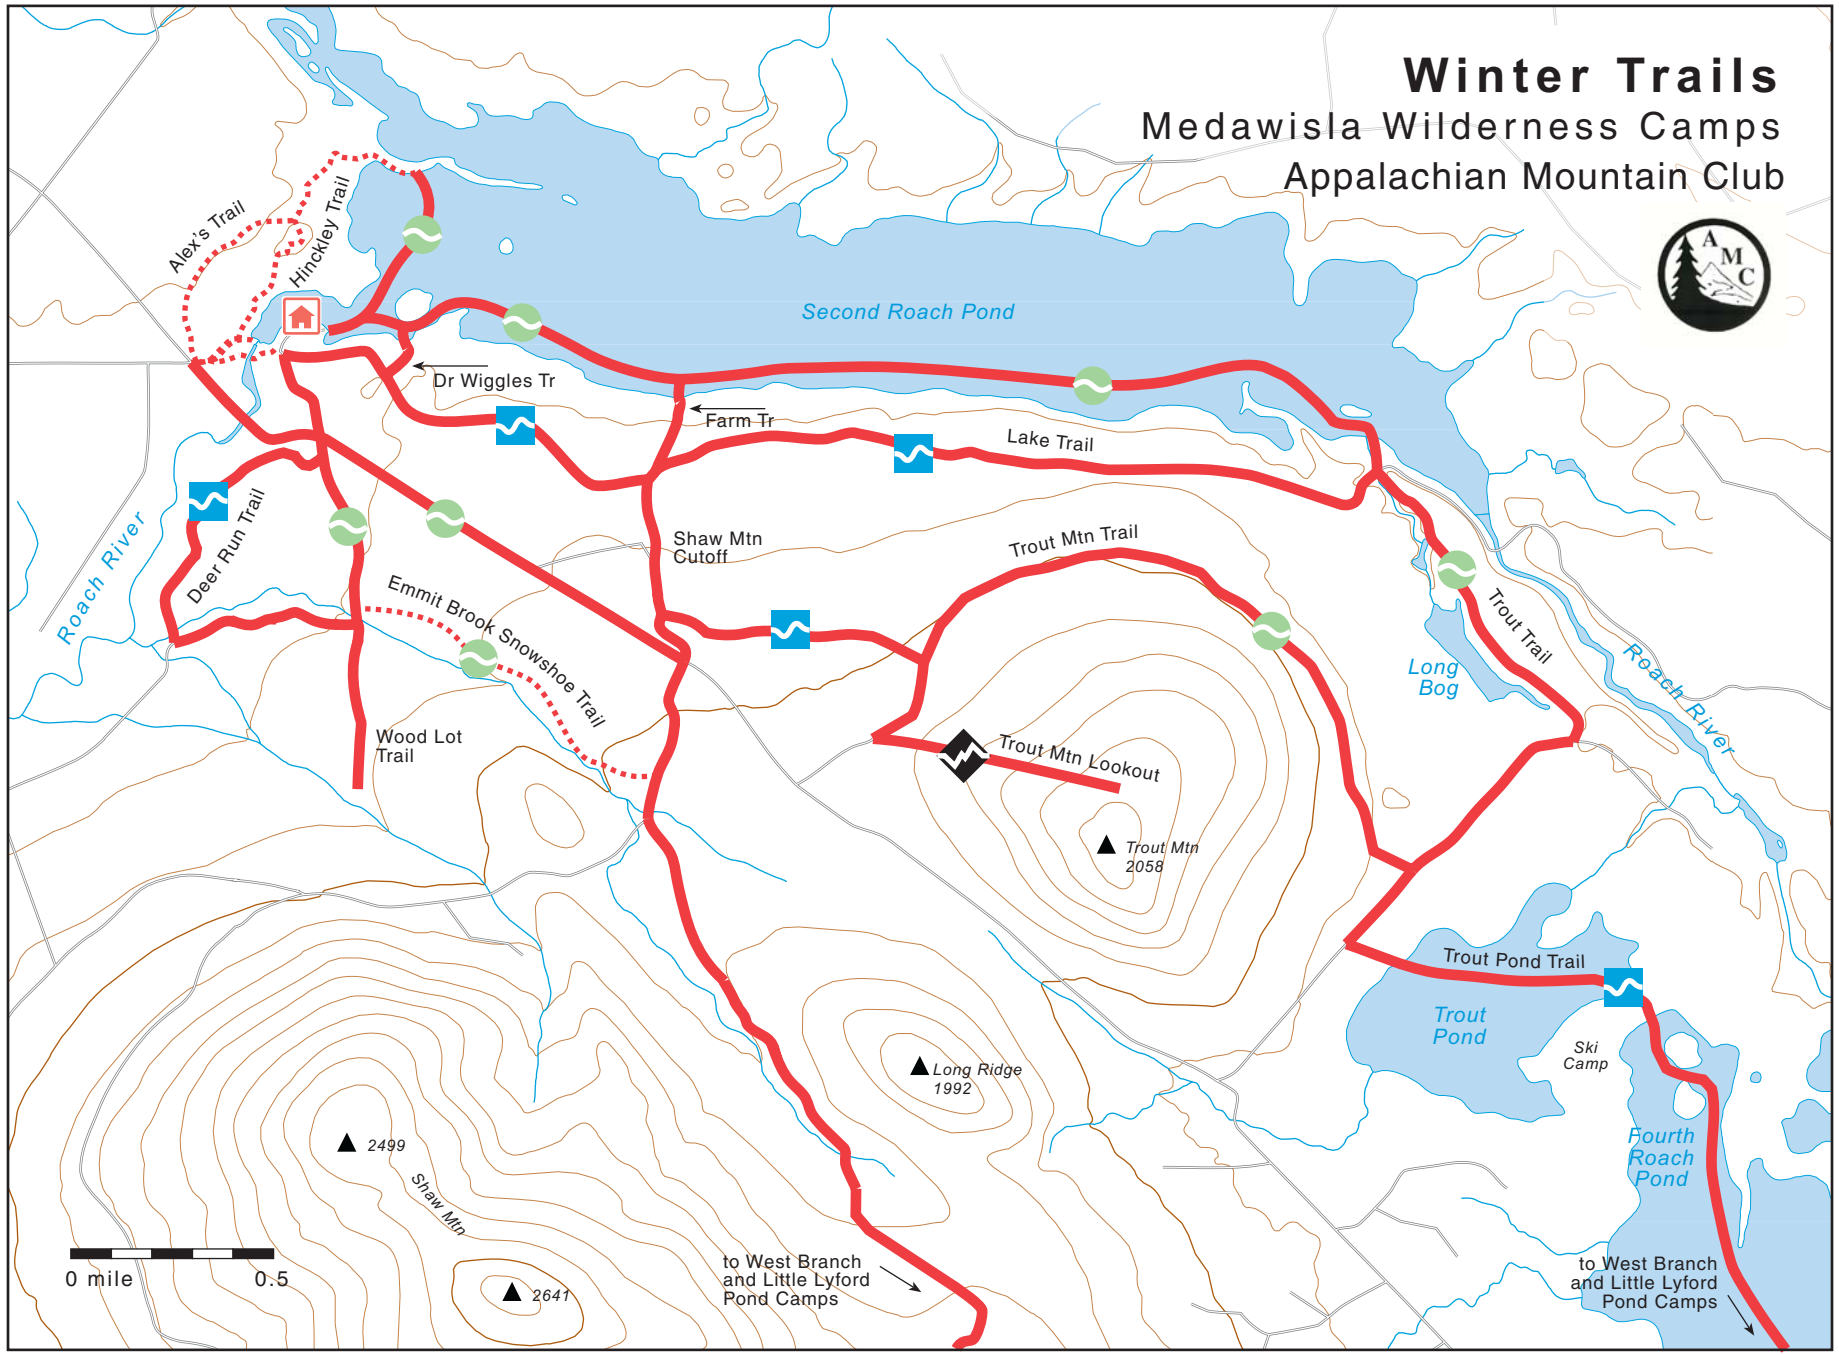 Winter Trails
Medawisla Wilderness Camps
Appalachian Mountain Club
A
M
C
Alex's Trail
Hinckley Trail
Second Roach Pond
Dr Wiggles Tr
Farm Tr
Lake Trail
Deer Run Trail
Roach River
Shaw Mtn
Cutoff
Trout Mtn Trail
Emmit Brook Snowshoe Trail
Trout Trail
Long
Bog
Roach River
Wood Lot
Trail
Trout Mtn Lookout
Trout Mtn
2058
Trout Pond Trail
Trout
Pond
Ski
Camp
Long Ridge
1992
Fourth
Roach
Pond
2499
Shaw Mtn
2641
0 mile 0.5
to West Branch
and Little Lyford
Pond Camps
to West Branch
and Little Lyford
Pond Camps